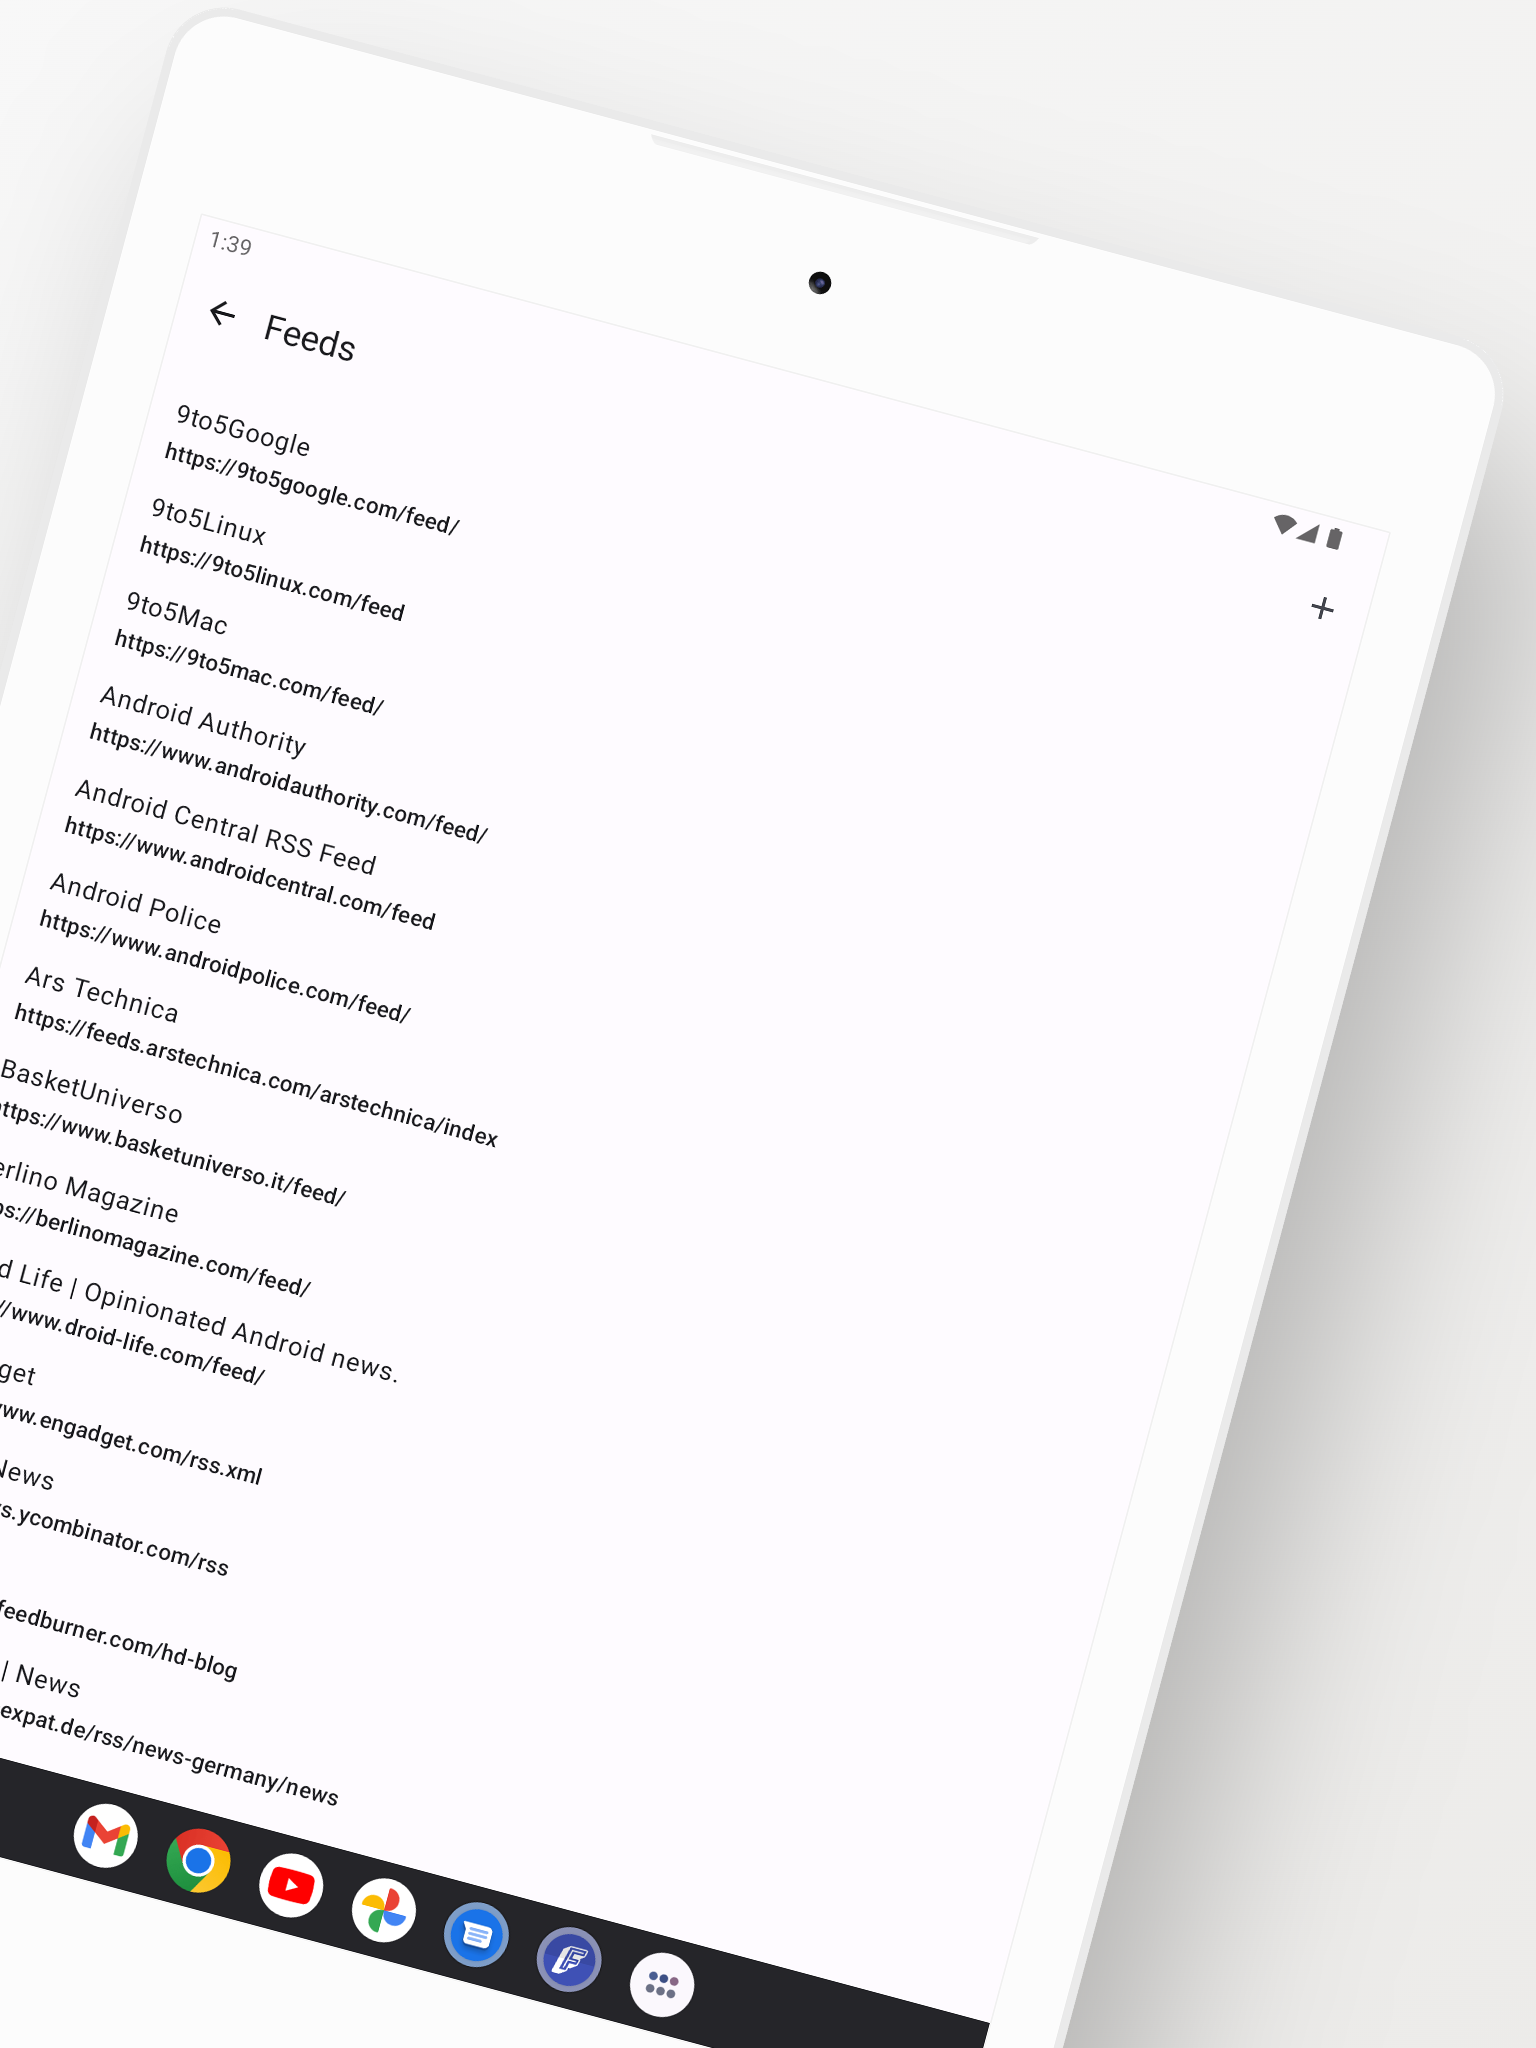 1:39
Feeds
9to5Google
https://9to5google.com/feed/
9to5Linux
https://9to5linux.com/feed
9to5Mac
https://9to5mac.com/feed/
Android Authority
https://www.androidauthority.com/feed/
Android Central RSS Feed
https://www.androidcentral.com/feed
Android Police
https://www.androidpolice.com/feed/
Ars Technica
https://feeds.arstechnica.com/arstechnica/index
BasketUniverso
ttps://www.basketuniverso.it/feed/
erlino Magazine
ps://berlinomagazine.com/feed/
d Life | Opinionated Android news.
//www.droid-life.com/feed/
get
www.engadget.com/rss.xml
News
s.ycombinator.com/rss
feedburner.com/hd-blog
| News
expat.de/rss/news-germany/news